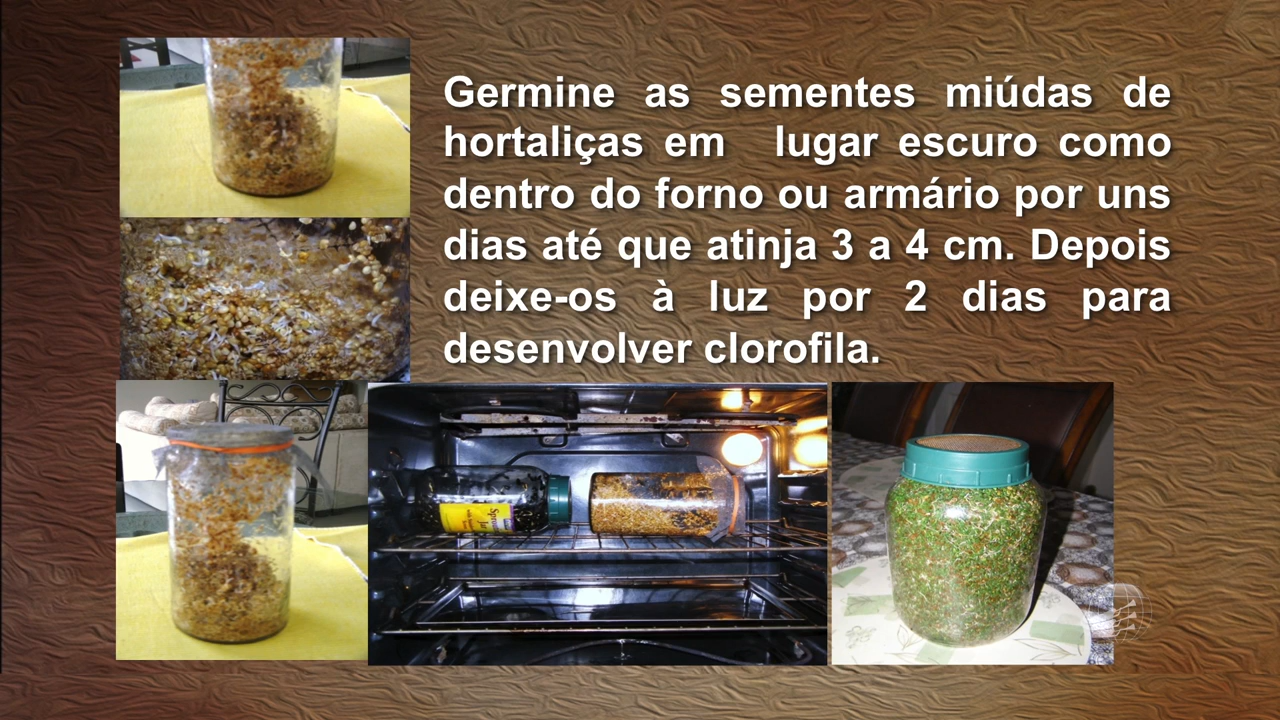 Germine as sementes miúdas de
hortaliças em lugar escuro como
dentro do forno ou armário por uns
dias até que atinja 3 a 4 cm. Depois
deixe-os à luz por 2 dias para
desenvolver clorofila.